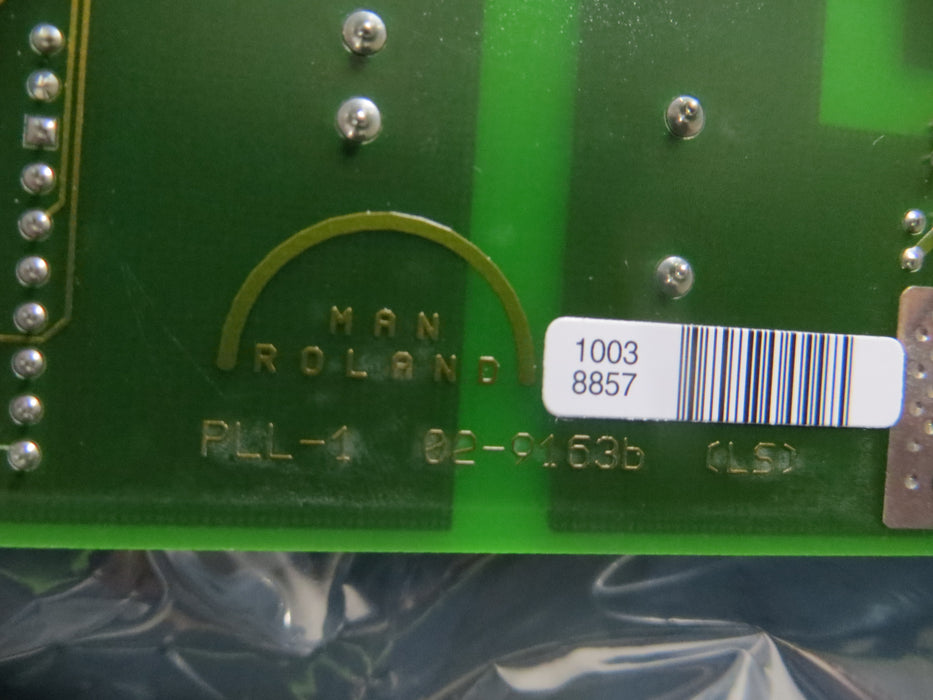 MAN
ROLAND
1003
8857
PLL-1 02-9163b (LS)